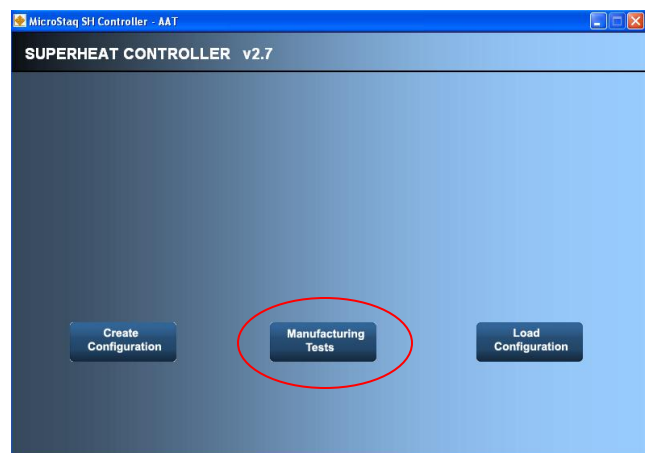 MicroStaq SH Controller - AAT
SUPERHEAT CONTROLLER v2.7
Create
Configuration
Manufacturing
Tests
Load
Configuration